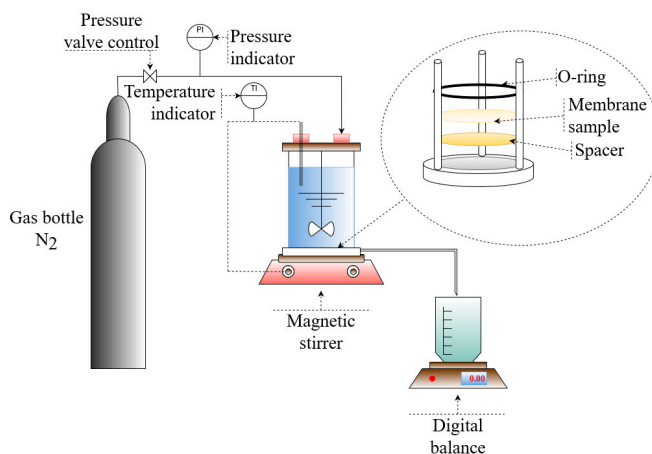 Pressure
valve control
PI
Pressure
indicator
Temperature
indicator
TI
O-ring
Membrane
sample
Spacer
Gas bottle
N2
Magnetic
stirrer
0.00
Digital
balance